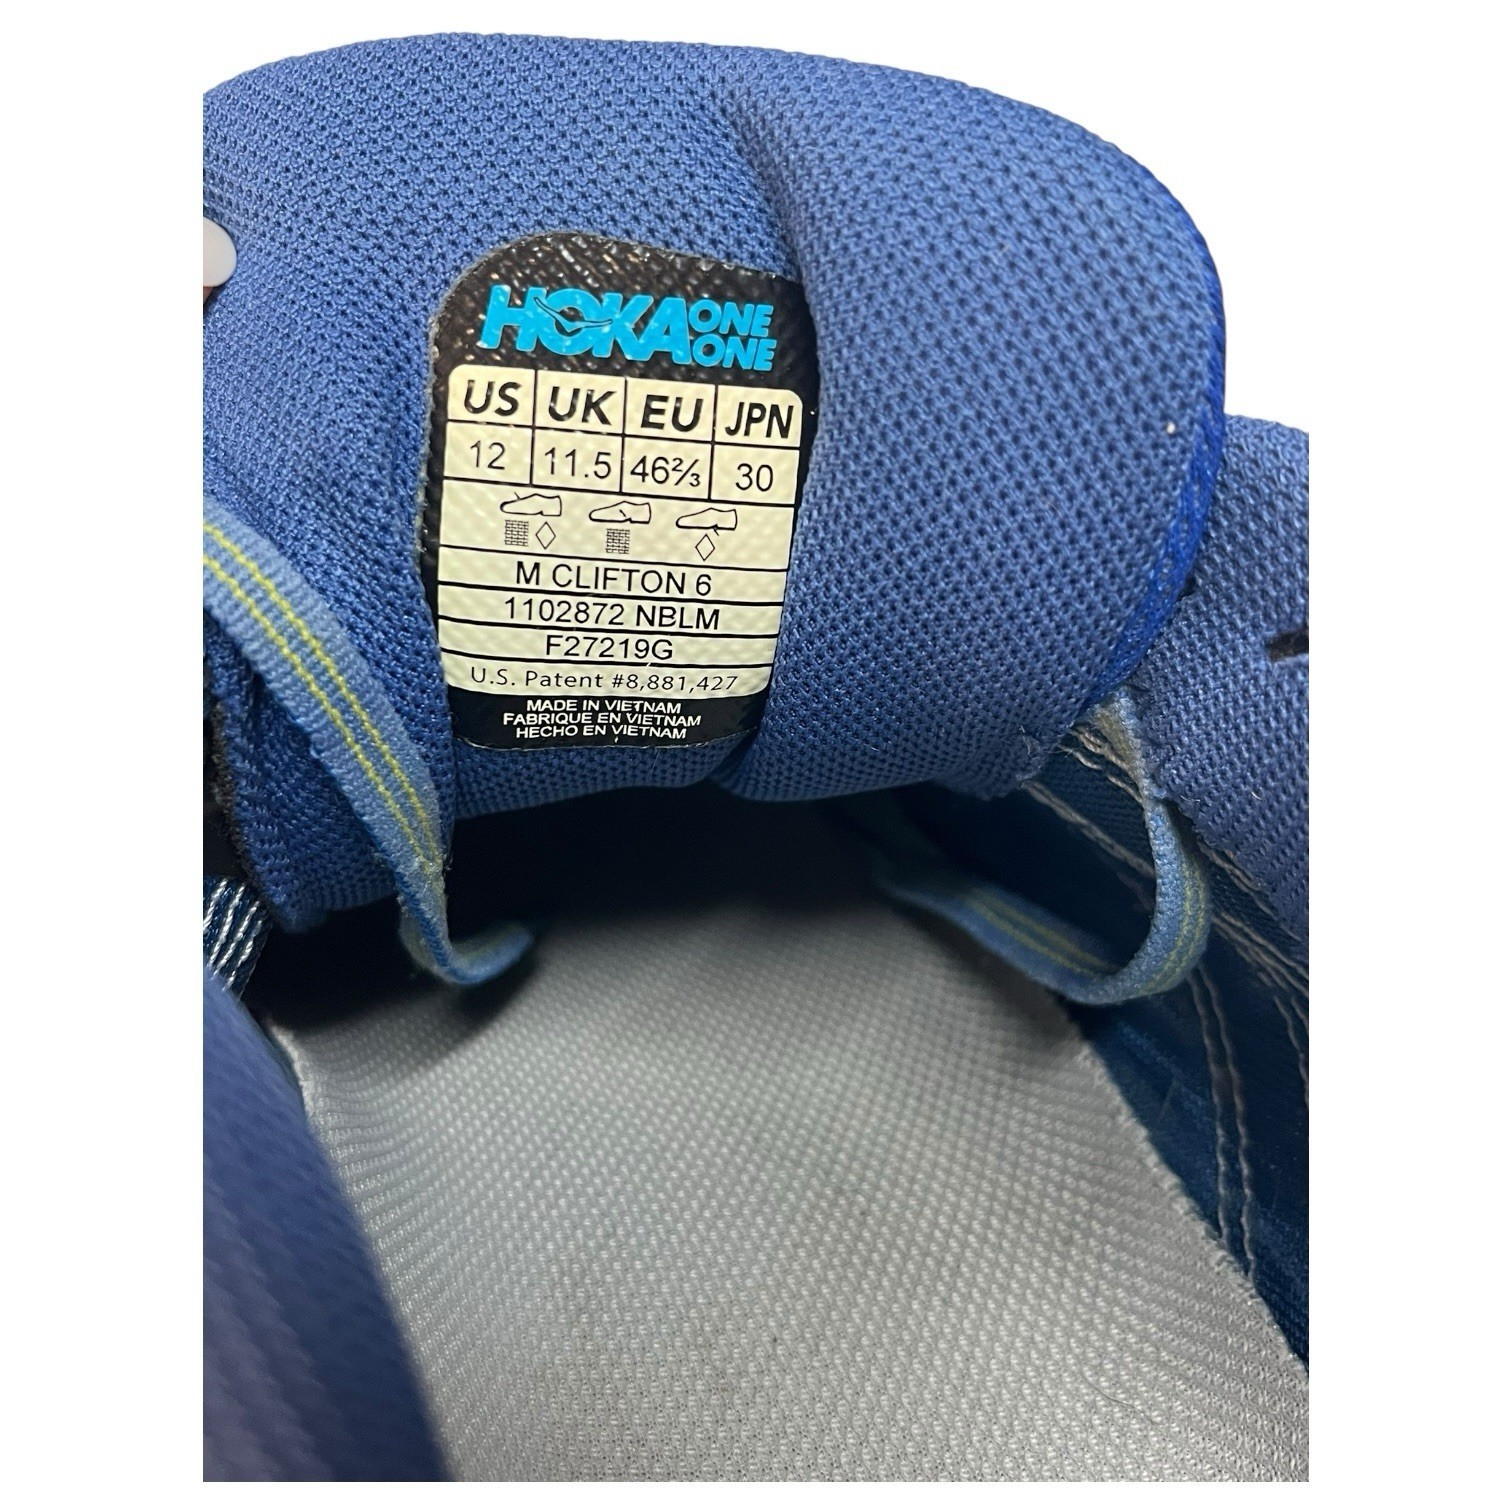 HOKA ONE ONE
US UK EU JPN
12 11.5 46⅔ 30
M CLIFTON 6
1102872 NBLM
F27219G
U.S. Patent #8,881,427
MADE IN VIETNAM
FABRIQUE EN VIETNAM
HECHO EN VIETNAM